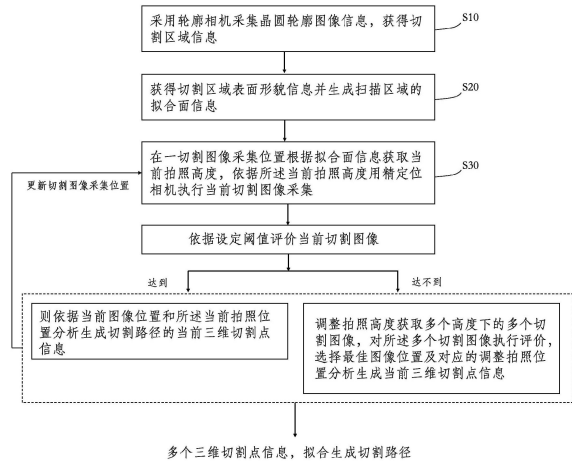 采用轮廓相机采集晶圆轮廓图像信息，获得切
割区域信息
S10
获得切割区域表面形貌信息并生成扫描区域的
拟合面信息
S20
在一切割图像采集位置根据拟合面信息获取当
前拍照高度，依据所述当前拍照高度用精定位
相机执行当前切割图像采集
S30
更新切割图像采集位置
依据设定阈值评价当前切割图像
达到
达不到
则依据当前图像位置和所述当前拍照位
置分析生成切割路径的当前三维切割点
信息
调整拍照高度获取多个高度下的多个切
割图像，对所述多个切割图像执行评价，
选择最佳图像位置及对应的调整拍照位
置分析生成当前三维切割点信息
多个三维切割点信息，拟合生成切割路径